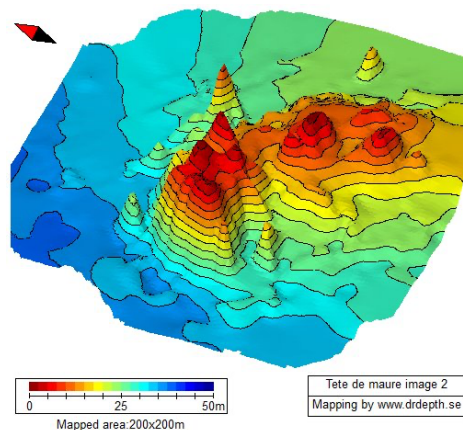 0 25 50m
Mapped area:200x200m
Tete de maure image 2
Mapping by www.drdepth.se